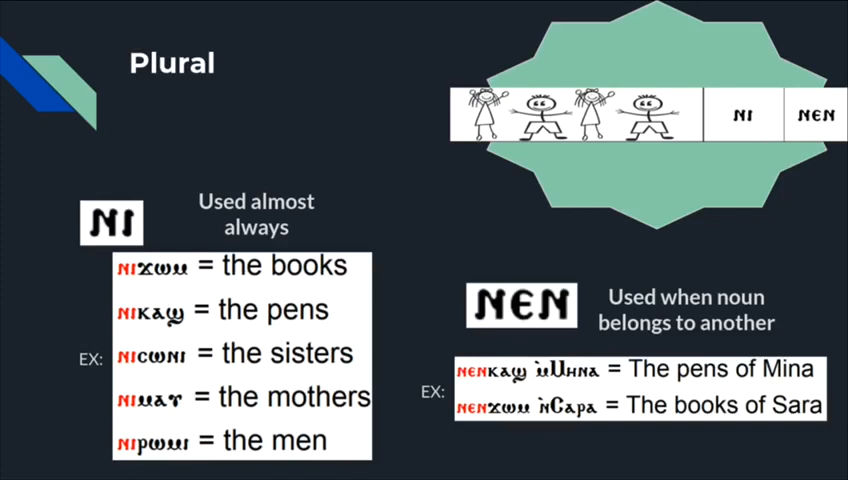 Plural
ⲚⲒ ⲚⲈⲚ
ⲚⲒ
Used almost
always
EX:
ⲛⲓϫⲱⲙ = the books
ⲛⲓⲕⲁϣ = the pens
ⲛⲓⲥⲱⲛⲓ = the sisters
ⲛⲓⲙⲁⲩ = the mothers
ⲛⲓⲣⲱⲙⲓ = the men
ⲚⲈⲚ
Used when noun
belongs to another
EX:
ⲛⲉⲛⲕⲁϣ ⲙ̀Ⲙⲏⲛⲁ = The pens of Mina
ⲛⲉⲛϫⲱⲙ ⲛ̀Ⲥⲁⲣⲁ = The books of Sara